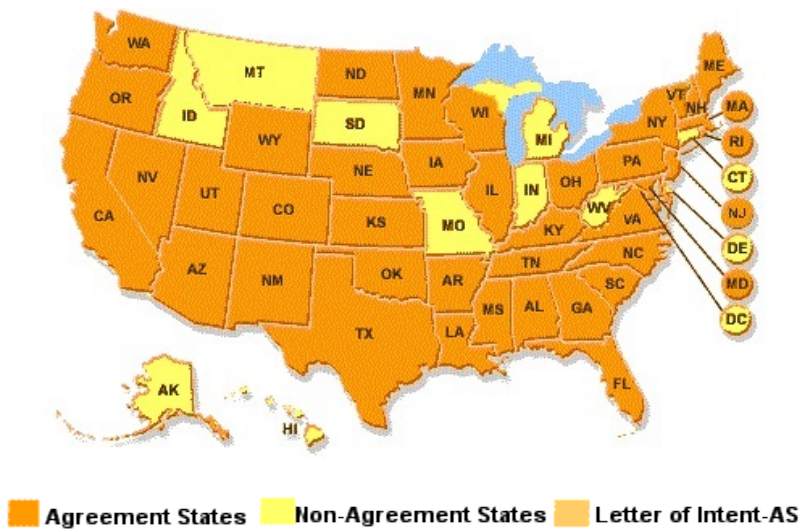 WA
MT
ND
MN
ME
OR
ID
SD
WI
MI
VT
NH
MA
NY
RI
WY
IA
NE
PA
CT
NV
UT
CO
IL
IN
OH
NJ
CA
KS
MO
WV
VA
DE
KY
AZ
NM
OK
AR
TN
NC
MD
SC
DC
TX
LA
MS
AL
GA
FL
AK
HI
Agreement States Non-Agreement States Letter of Intent-AS